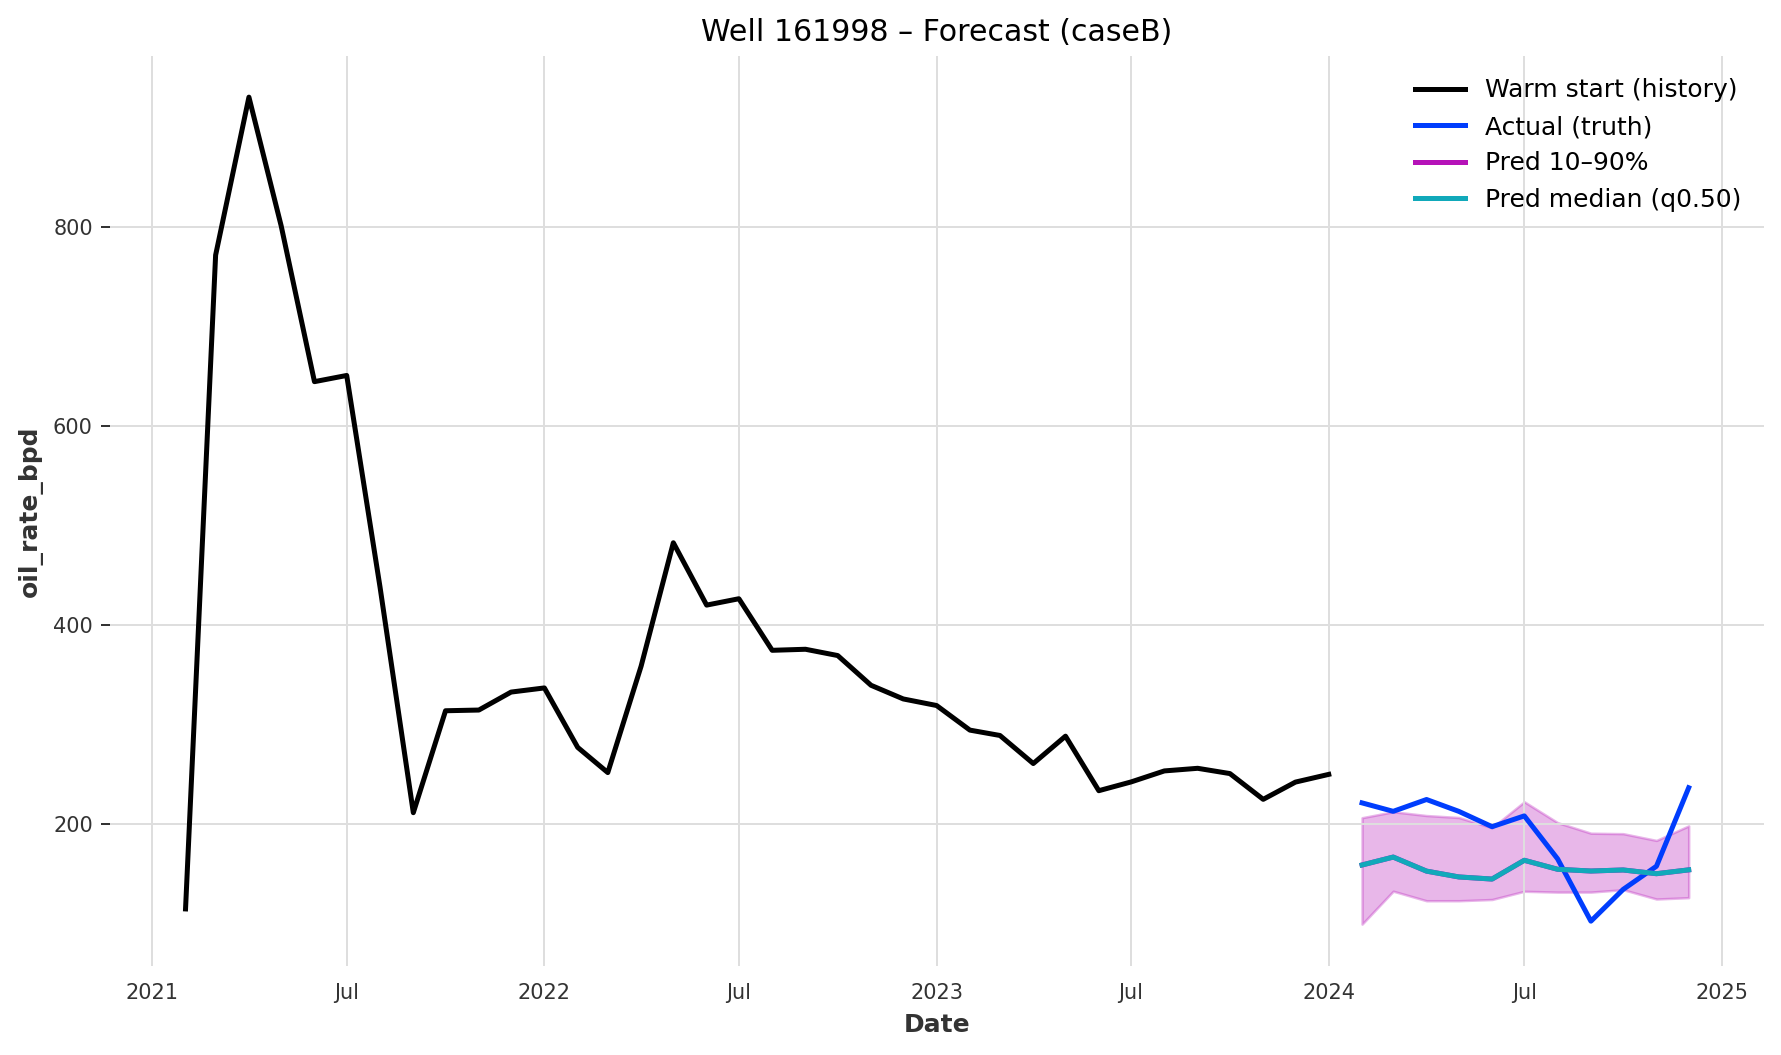 Well 161998 – Forecast (caseB)
Warm start (history)
Actual (truth)
Pred 10–90%
Pred median (q0.50)
oil_rate_bpd
800
600
400
200
2021
Jul
2022
Jul
2023
Jul
2024
Jul
2025
Date